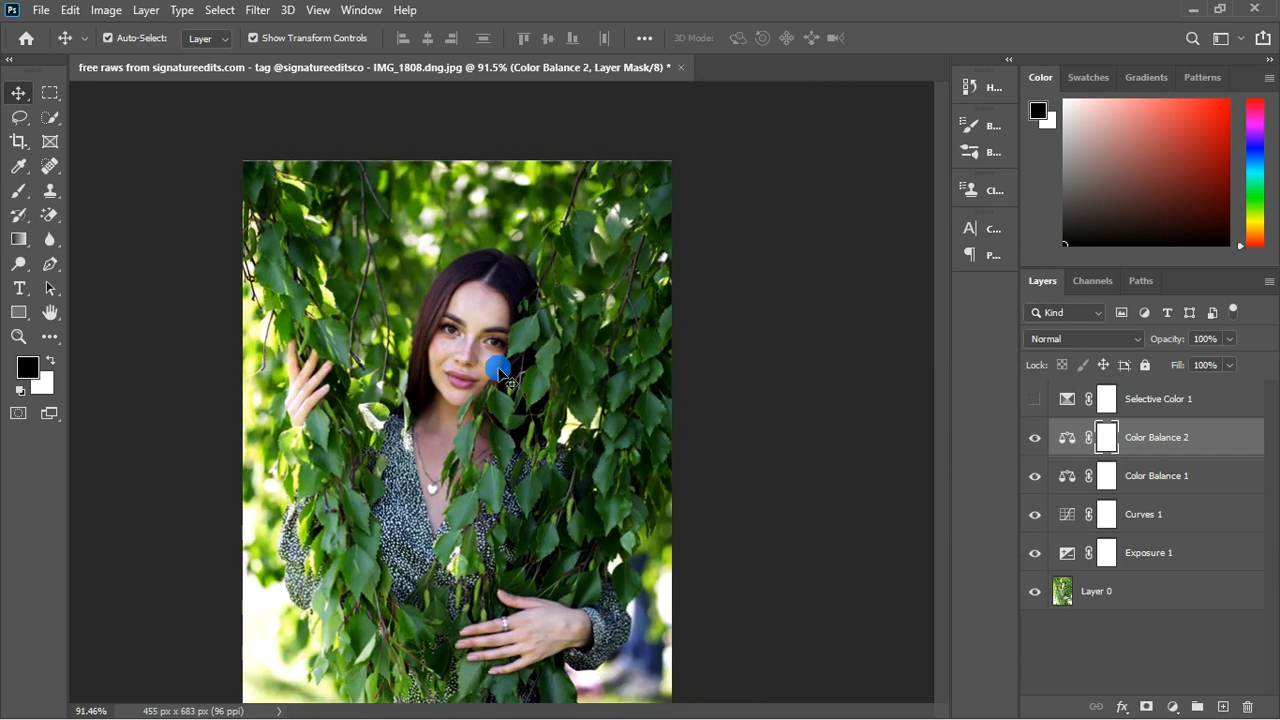 Ps File Edit Image Layer Type Select Filter 3D View Window Help
Auto-Select: Layer Show Transform Controls 3D Mode:
free raws from signatureedits.com - tag @signatureeditsco - IMG_1808.dng.jpg @ 91.5% (Color Balance 2, Layer Mask/8) *
H...
B...
B...
Cl...
C...
P...
Color Swatches Gradients Patterns
Layers Channels Paths
Kind
Normal Opacity: 100%
Lock: Fill: 100%
Selective Color 1
Color Balance 2
Color Balance 1
Curves 1
Exposure 1
Layer 0
91.46% 455 px x 683 px (96 ppi)